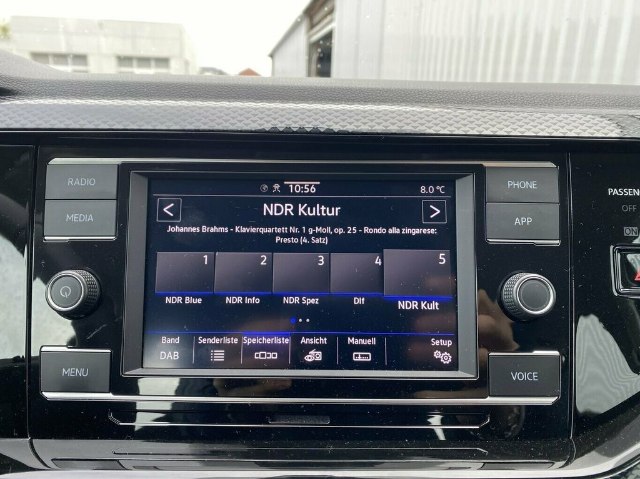 RADIO
MEDIA
MENU
10:56
8.0 °C
<
NDR Kultur
>
Johannes Brahms - Klavierquartett Nr. 1 g-Moll, op. 25 - Rondo alla zingarese:
Presto (4. Satz)
1 2 3 4 5
NDR Blue NDR Info NDR Spez Dlf NDR Kult
Band Senderliste Speicherliste Ansicht Manuell Setup
DAB
PHONE
APP
VOICE
PASSEN
OFF
ON